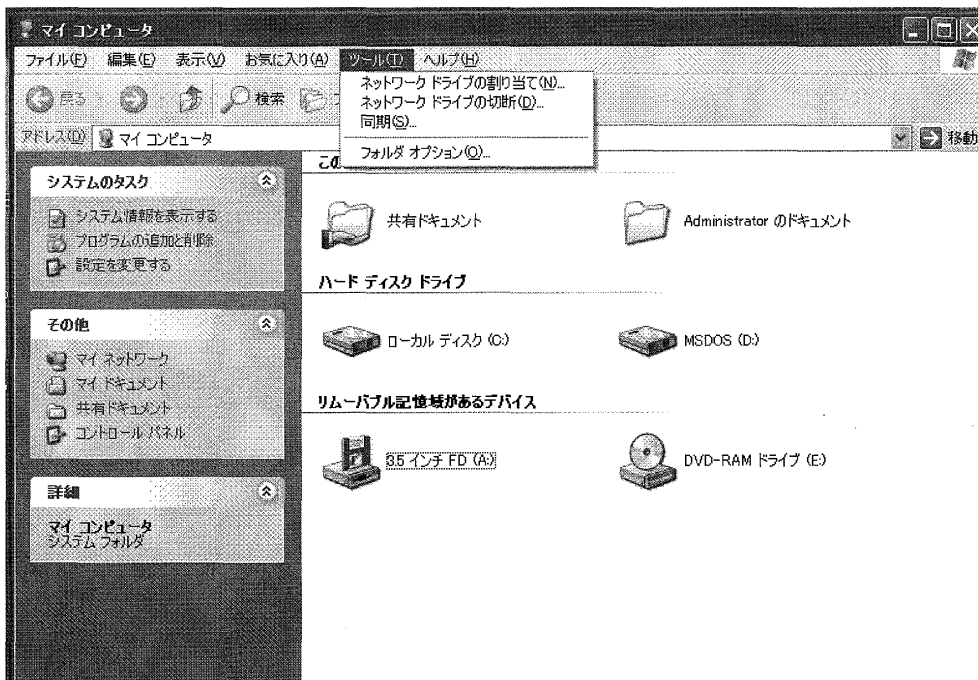 マイ コンピュータ
ファイル(F) 編集(E) 表示(V) お気に入り(A) ツール(T) ヘルプ(H)
ネットワーク ドライブの割り当て(N)...
ネットワーク ドライブの切断(D)...
同期(S)...
フォルダ オプション(O)...
戻る 検索
アドレス(D) マイ コンピュータ 移動
システムのタスク
システム情報を表示する
プログラムの追加と削除
設定を変更する
その他
マイ ネットワーク
マイ ドキュメント
共有ドキュメント
コントロール パネル
詳細
マイ コンピュータ
システム フォルダ
この
共有ドキュメント
Administrator のドキュメント
ハード ディスク ドライブ
ローカル ディスク (C:)
MSDOS (D:)
リムーバブル記憶域があるデバイス
3.5 インチ FD (A:)
DVD-RAM ドライブ (E:)